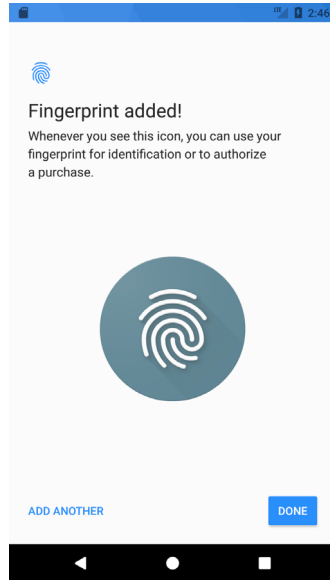 LTE 2:46
Fingerprint added!
Whenever you see this icon, you can use your
fingerprint for identification or to authorize
a purchase.
ADD ANOTHER
DONE